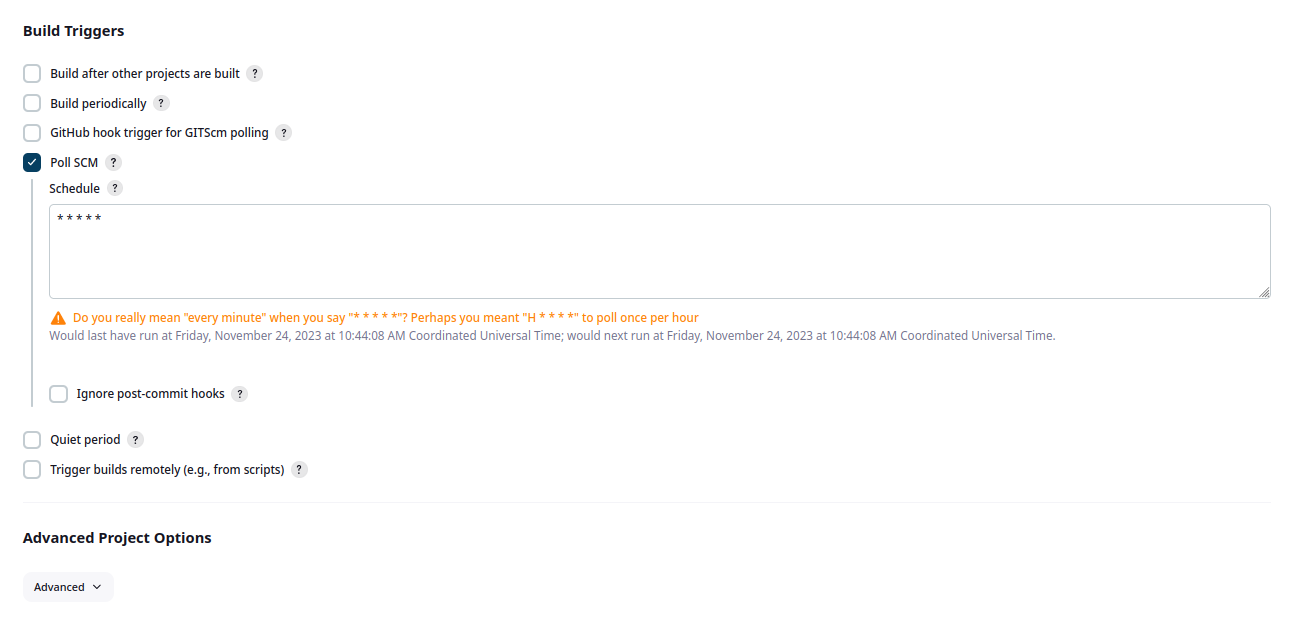 Build Triggers
Build after other projects are built ?
Build periodically ?
GitHub hook trigger for GITScm polling ?
Poll SCM ?
Schedule ?
* * * * *
Do you really mean "every minute" when you say "* * * * *"? Perhaps you meant "H * * * *" to poll once per hour
Would last have run at Friday, November 24, 2023 at 10:44:08 AM Coordinated Universal Time; would next run at Friday, November 24, 2023 at 10:44:08 AM Coordinated Universal Time.
Ignore post-commit hooks ?
Quiet period ?
Trigger builds remotely (e.g., from scripts) ?
Advanced Project Options
Advanced